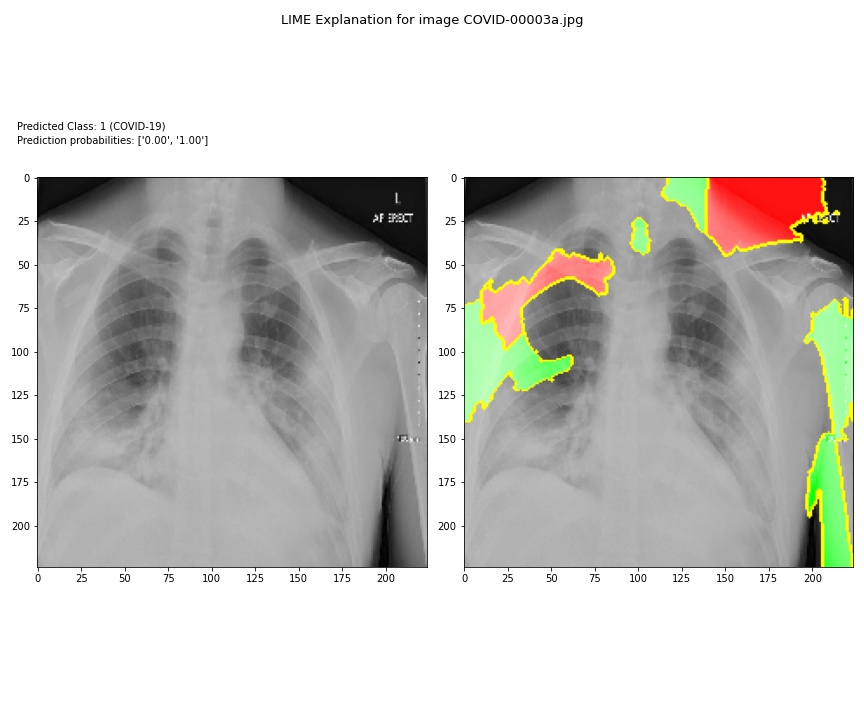 LIME Explanation for image COVID-00003a.jpg
Predicted Class: 1 (COVID-19)
Prediction probabilities: ['0.00', '1.00']
L
AP ERECT
0
25
50
75
100
125
150
175
200
0 25 50 75 100 125 150 175 200
0
25
50
75
100
125
150
175
200
0 25 50 75 100 125 150 175 200